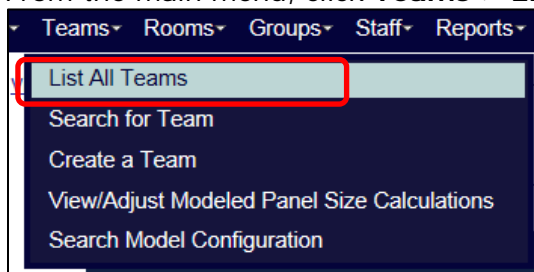 From the main menu, click Teams
Teams Rooms Groups Staff Reports
List All Teams
Search for Team
Create a Team
View/Adjust Modeled Panel Size Calculations
Search Model Configuration